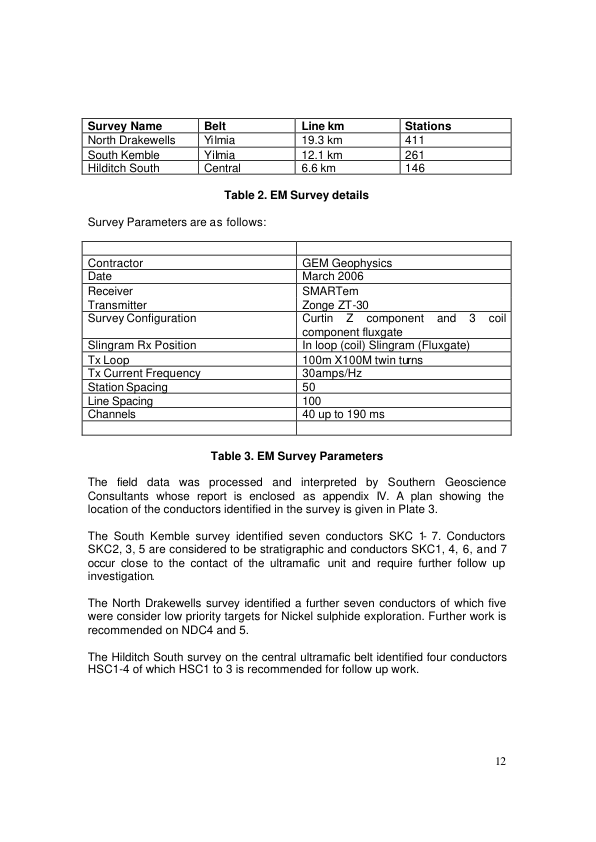 Survey Name Belt Line km Stations
North Drakewells Yilmia 19.3 km 411
South Kemble Yilmia 12.1 km 261
Hilditch South Central 6.6 km 146
Table 2. EM Survey details
Survey Parameters are as follows:
Contractor GEM Geophysics
Date March 2006
Receiver SMARTem
Transmitter Zonge ZT-30
Survey Configuration Curtin Z component and 3 coil
component fluxgate
Slingram Rx Position In loop (coil) Slingram (Fluxgate)
Tx Loop 100m X100M twin turns
Tx Current Frequency 30amps/Hz
Station Spacing 50
Line Spacing 100
Channels 40 up to 190 ms
Table 3. EM Survey Parameters
The field data was processed and interpreted by Southern Geoscience
Consultants whose report is enclosed as appendix IV. A plan showing the
location of the conductors identified in the survey is given in Plate 3.
The South Kemble survey identified seven conductors SKC 1- 7. Conductors
SKC2, 3, 5 are considered to be stratigraphic and conductors SKC1, 4, 6, and 7
occur close to the contact of the ultramafic unit and require further follow up
investigation.
The North Drakewells survey identified a further seven conductors of which five
were consider low priority targets for Nickel sulphide exploration. Further work is
recommended on NDC4 and 5.
The Hilditch South survey on the central ultramafic belt identified four conductors
HSC1-4 of which HSC1 to 3 is recommended for follow up work.
12